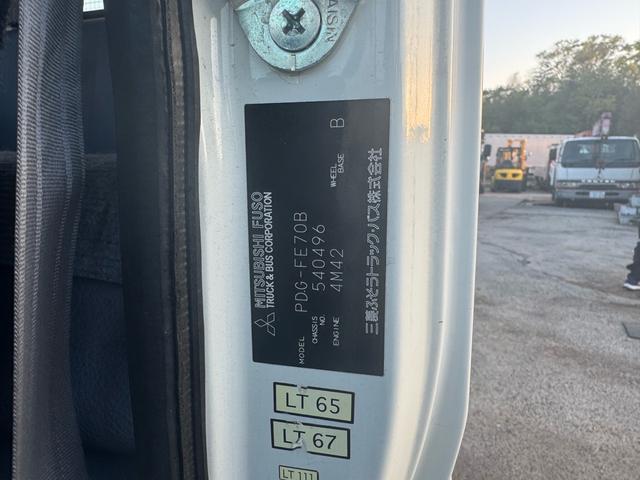 AISIN
MITSUBISHI FUSO
TRUCK & BUS CORPORATION
MODEL PDG-FE70B
CHASSIS NO. 540496
ENGINE 4M42 WHEEL BASE B
三菱ふそうトラック・バス株式会社
LT 65
LT 67
LT 111